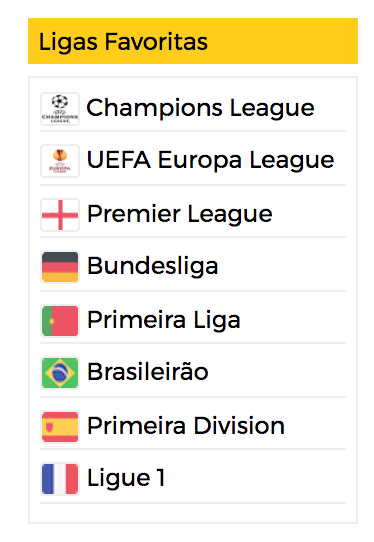 Ligas Favoritas
Champions League
UEFA Europa League
Premier League
Bundesliga
Primeira Liga
Brasileirão
Primeira Division
Ligue 1